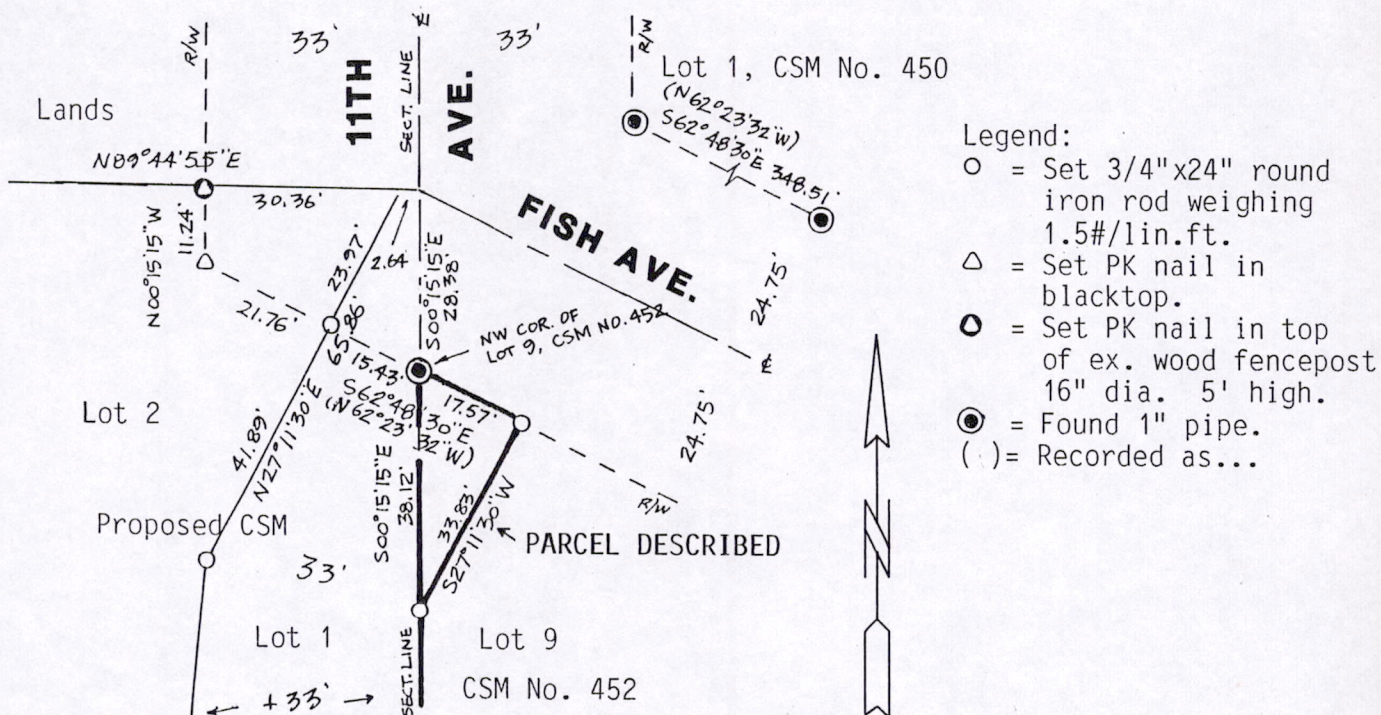 R/W
33'
11TH
SECT. LINE
AVE.
33'
R/W
Lot 1, CSM No. 450
(N62°23'32"W)
S62°48'30"E 348.51'
Lands
N89°44'55"E
30.36'
N00°15'15"W
11.24'
21.76'
23.97'
2.64
65.86'
S00°15'15"E
28.38'
FISH AVE.
24.75'
24.75'
NW COR. OF
LOT 9, CSM NO. 452
15.43'
S62°48'30"E
(N62°23'
32"W)
17.57'
Lot 2
41.89'
N27°11'30"E
S00°15'15"E
38.12'
33.83'
S27°11'30"W
R/W
PARCEL DESCRIBED
Proposed CSM
33'
Lot 1
Lot 9
SECT. LINE
CSM No. 452
±33'
Legend:
= Set 3/4"x24" round
iron rod weighing
1.5#/lin.ft.
= Set PK nail in
blacktop.
= Set PK nail in top
of ex. wood fencepost
16" dia. 5' high.
= Found 1" pipe.
( )= Recorded as...
N